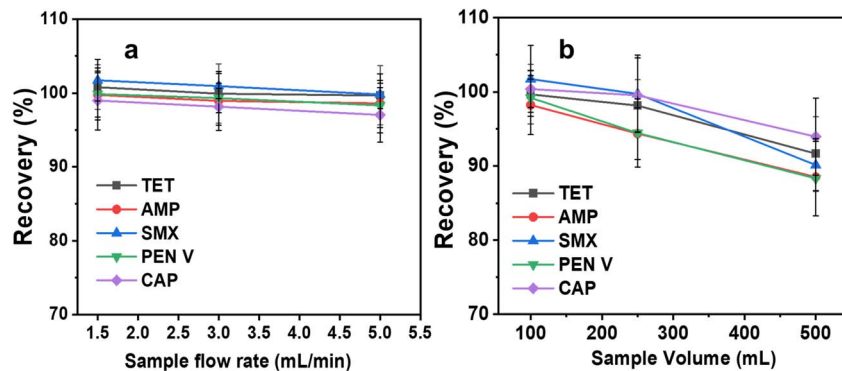 a
110
100
90
80
70
Recovery (%)
TET
AMP
SMX
PEN V
CAP
1.5 2.0 2.5 3.0 3.5 4.0 4.5 5.0 5.5
Sample flow rate (mL/min)
b
110
100
90
80
70
Recovery (%)
TET
AMP
SMX
PEN V
CAP
100 200 300 400 500
Sample Volume (mL)